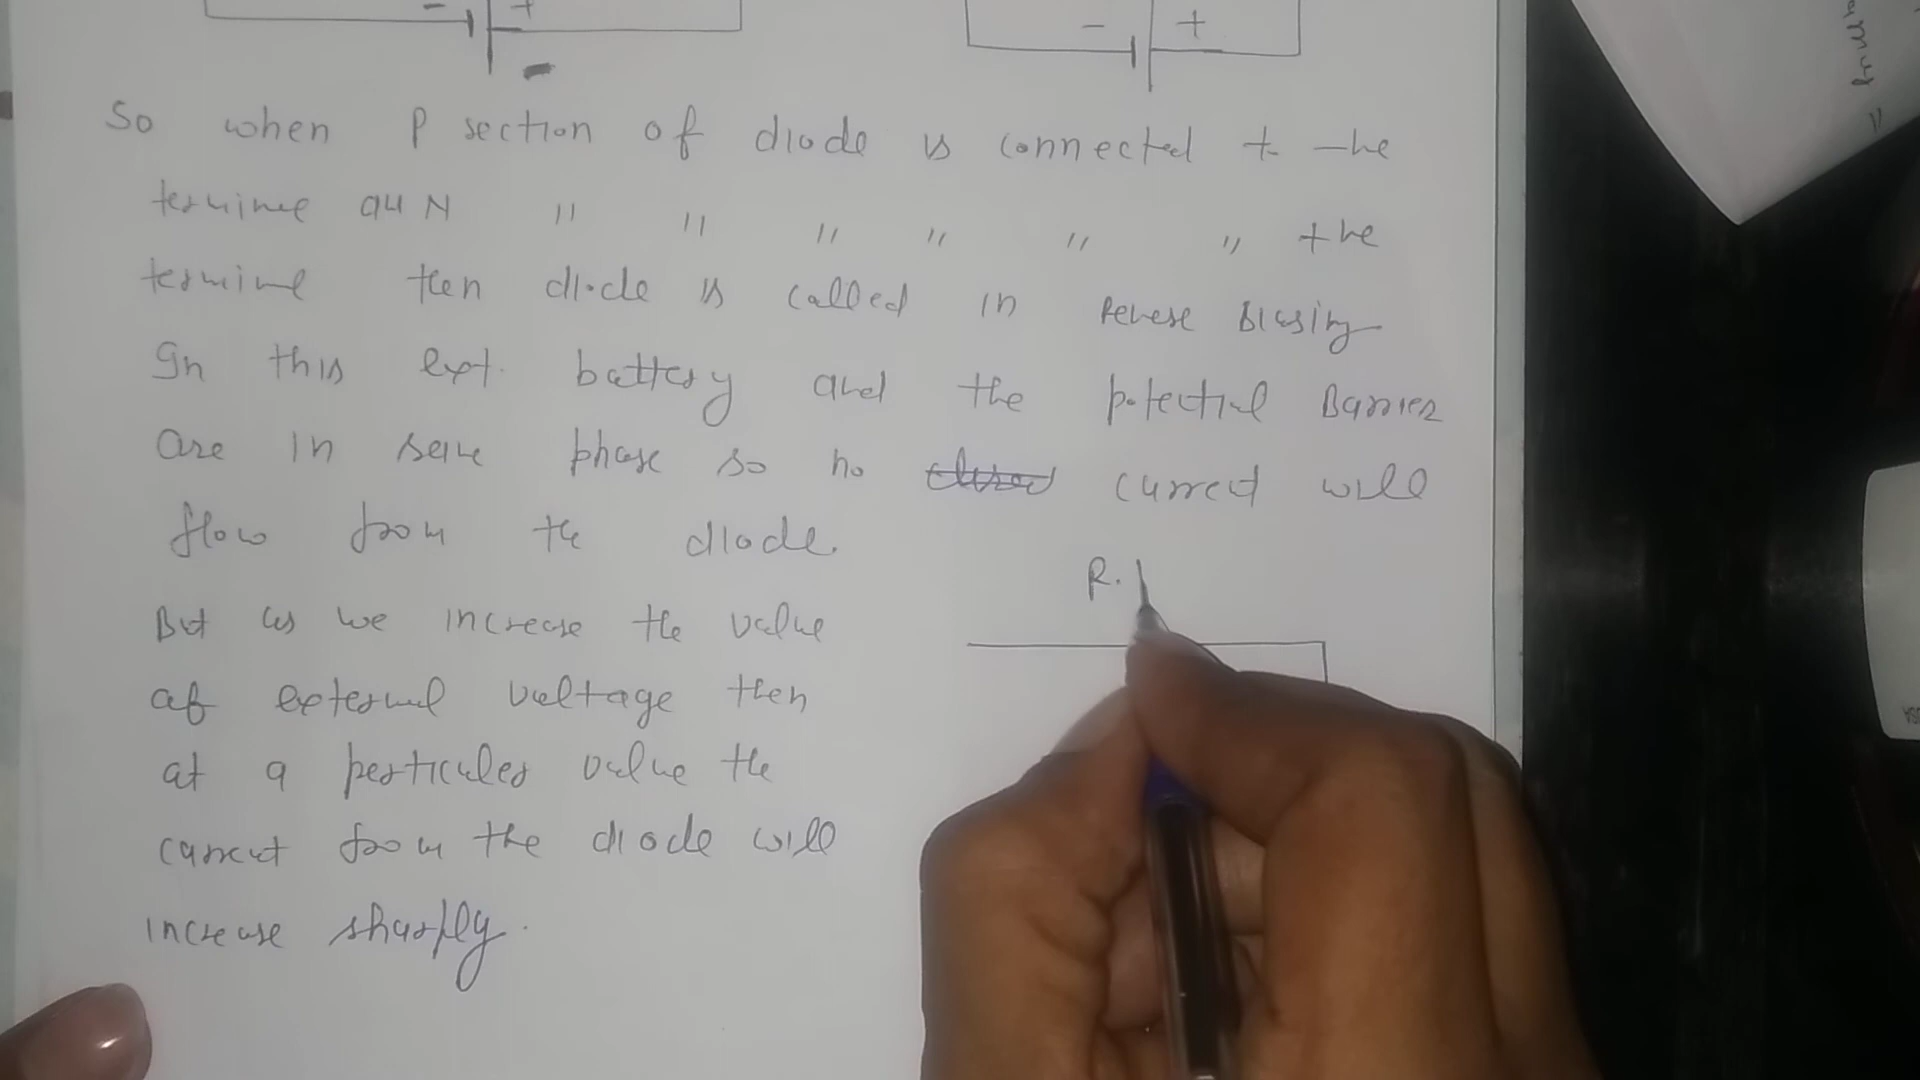 - + - +
-
So when P section of diode is connected to -ve
terminal and N " " " " " " +ve
terminal then diode is called in Reverse Biasing
In this ext. battery and the potential Barrier
are in same phase so no current will
flow from the diode.
R.
But as we increase the value
of external voltage then
at a perticuler value the
current from the diode will
increase sharply.